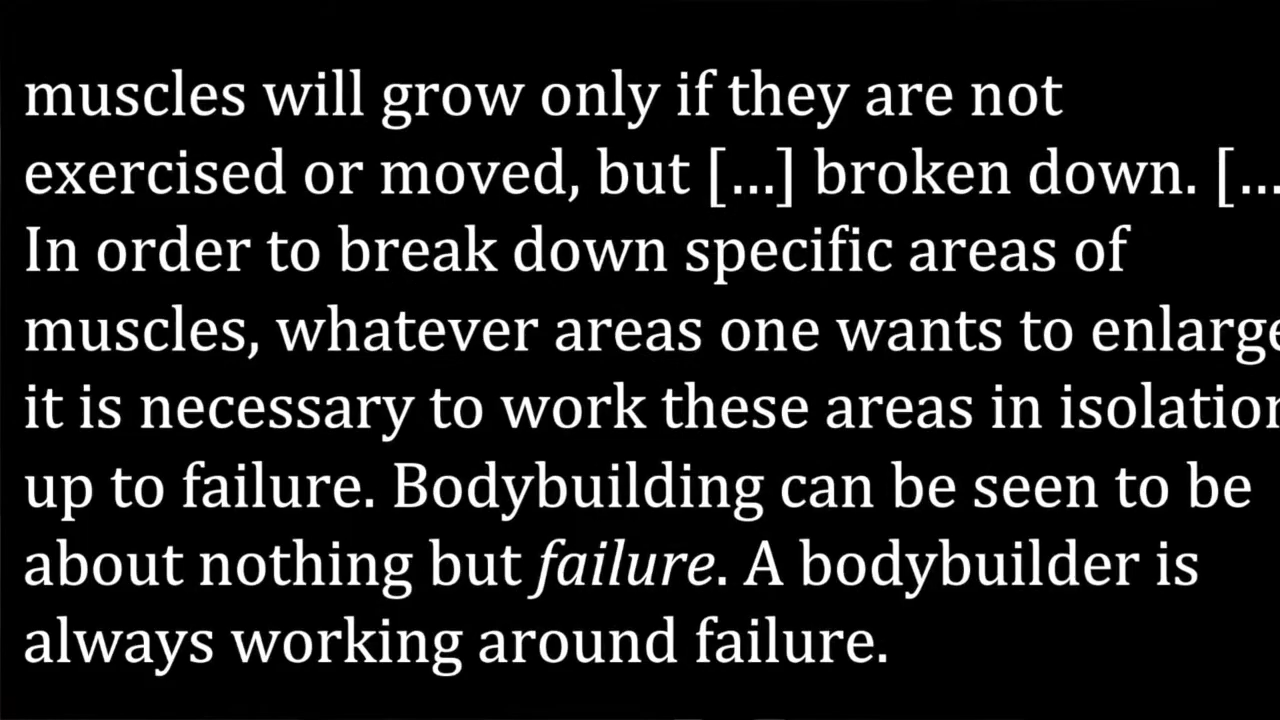 muscles will grow only if they are not
exercised or moved, but [...] broken down. [...
In order to break down specific areas of
muscles, whatever areas one wants to enlarge
it is necessary to work these areas in isolation
up to failure. Bodybuilding can be seen to be
about nothing but failure. A bodybuilder is
always working around failure.